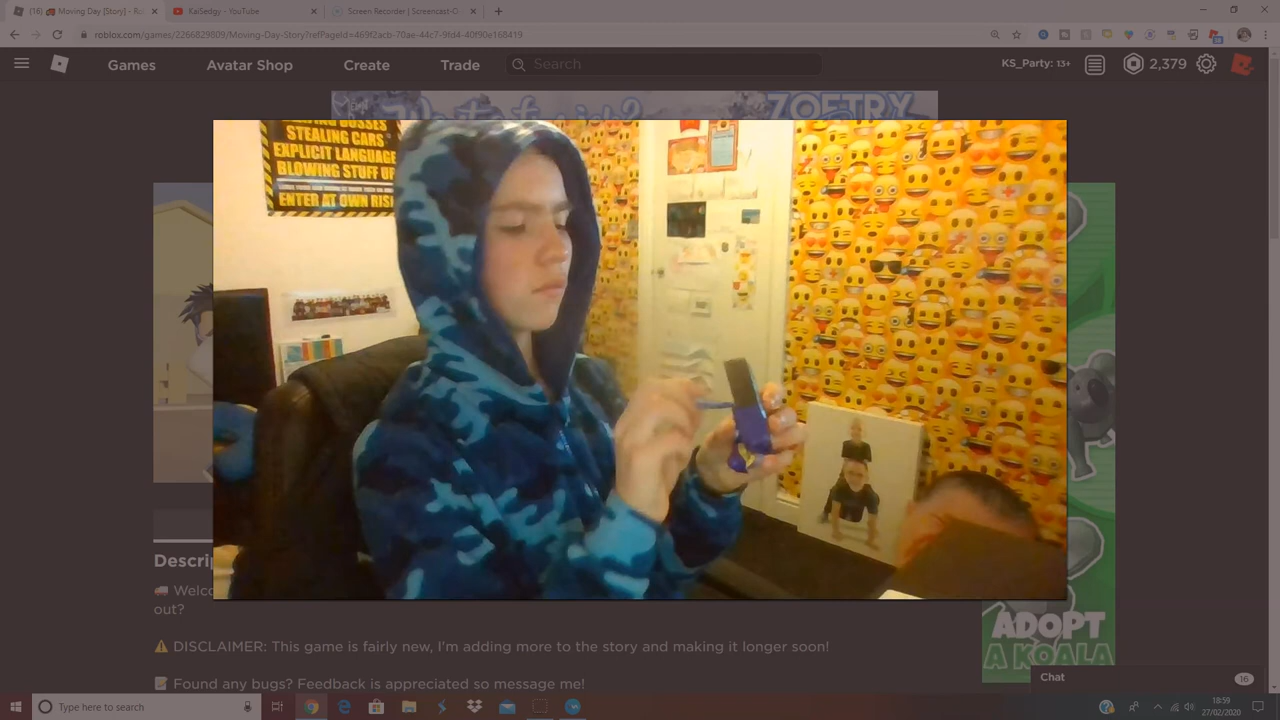 (16) 🚚 Moving Day [Story] - Rob
KaiSedgy - YouTube
Screen Recorder | Screencast-O
roblox.com/games/2266829809/Moving-Day-Story?refPageId=469f2acb-70ae-44c7-9fd4-40f90e168419
Games
Avatar Shop
Create
Trade
Search
KS_Party: 13+
2,379
ZOETRY
STEALING CARS
EXPLICIT LANGUAGE
BLOWING STUFF UP
ENTER AT OWN RISK
Descrip
🚚 Welco
out?
⚠️ DISCLAIMER: This game is fairly new, I'm adding more to the story and making it longer soon!
📝 Found any bugs? Feedback is appreciated so message me!
ADOPT
A KOALA
Chat
16
Type here to search
18:59
27/02/2020